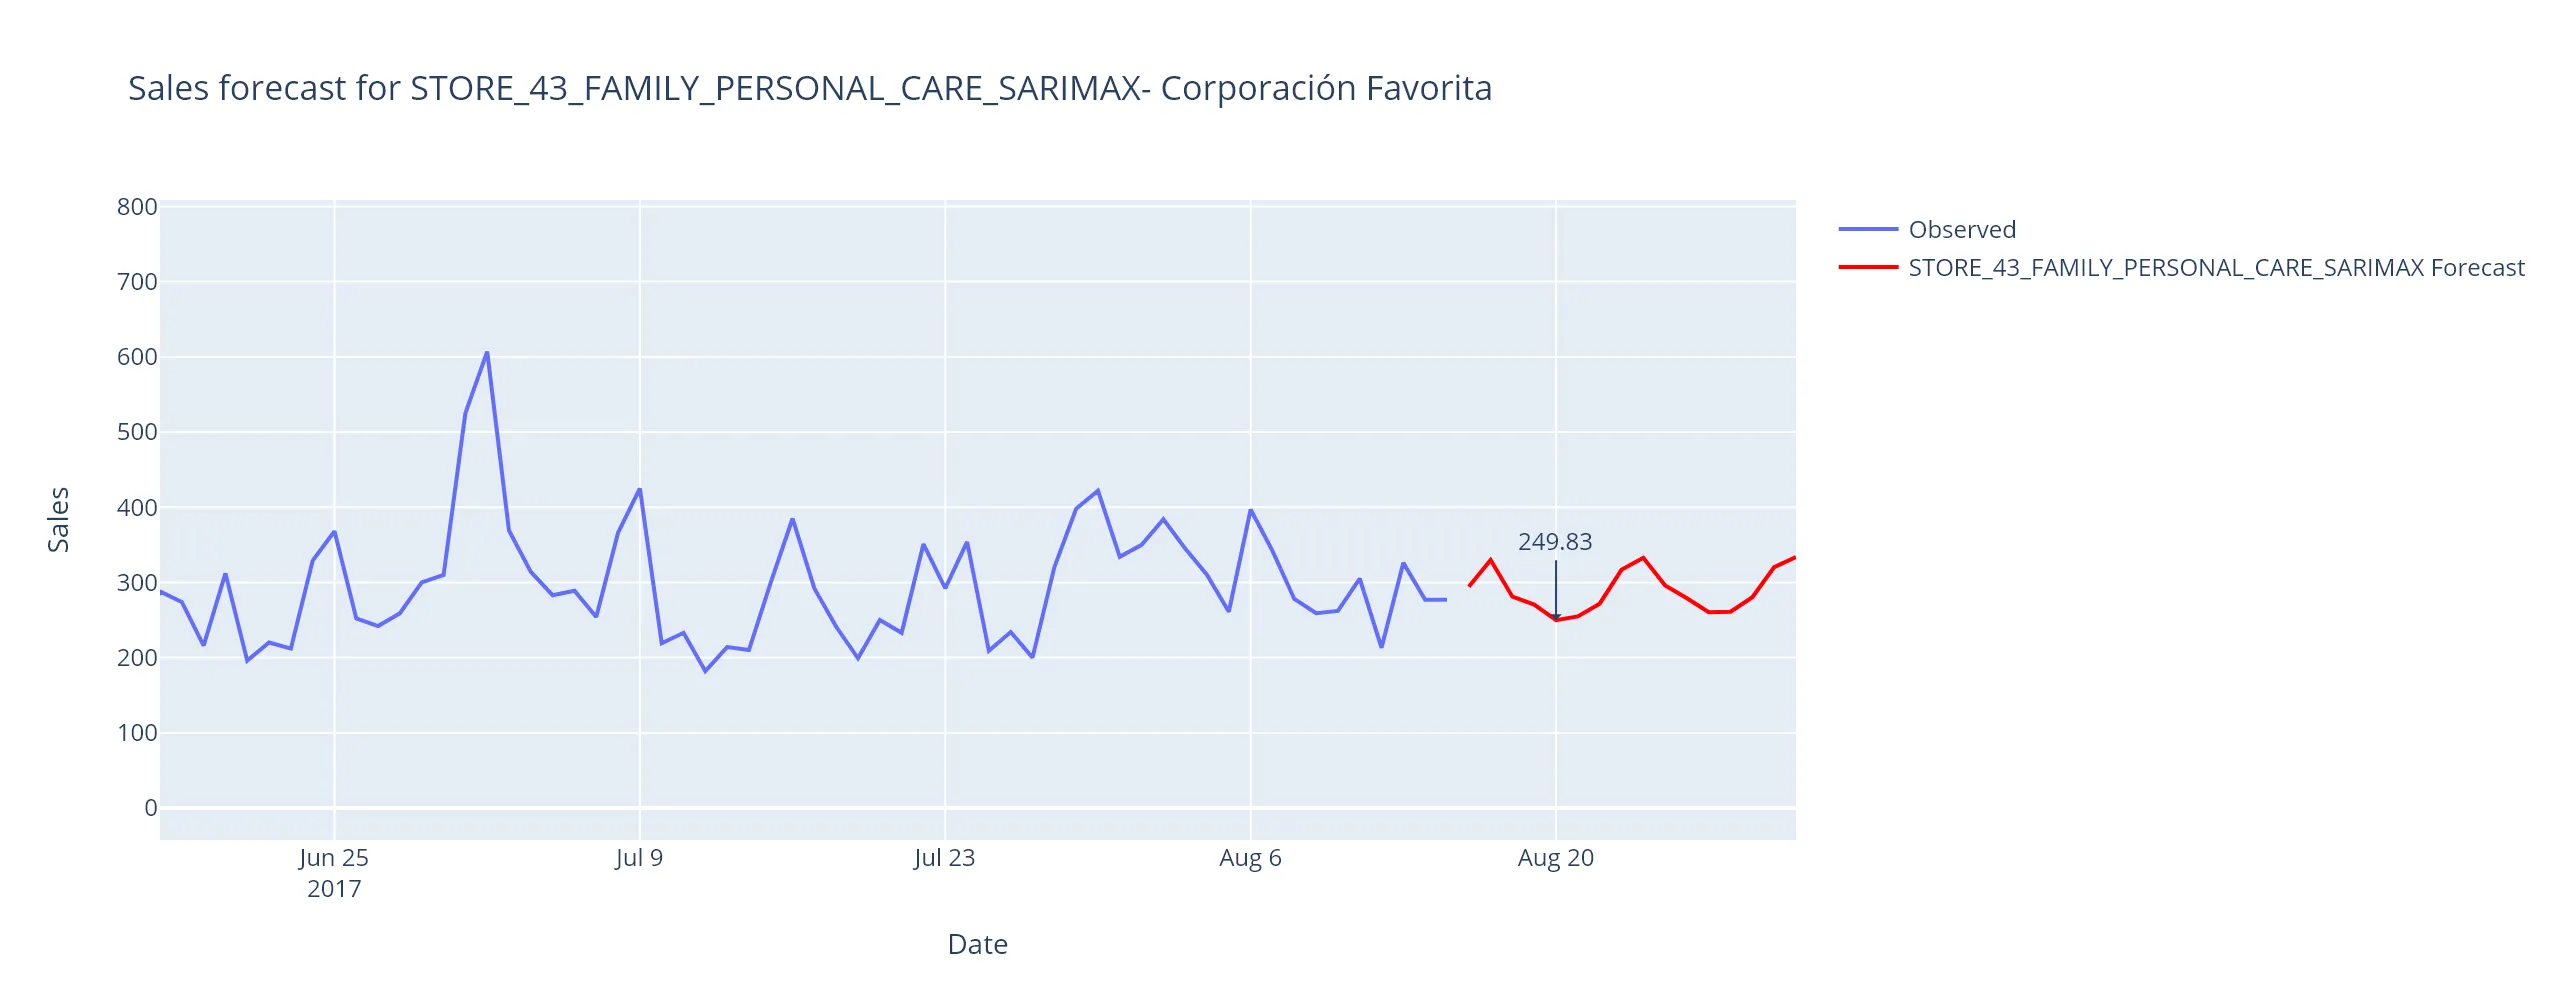 Sales forecast for STORE_43_FAMILY_PERSONAL_CARE_SARIMAX- Corporación Favorita
Observed
STORE_43_FAMILY_PERSONAL_CARE_SARIMAX Forecast
800
700
600
500
400
300
200
100
0
Sales
249.83
Jun 25
2017
Jul 9
Jul 23
Aug 6
Aug 20
Date